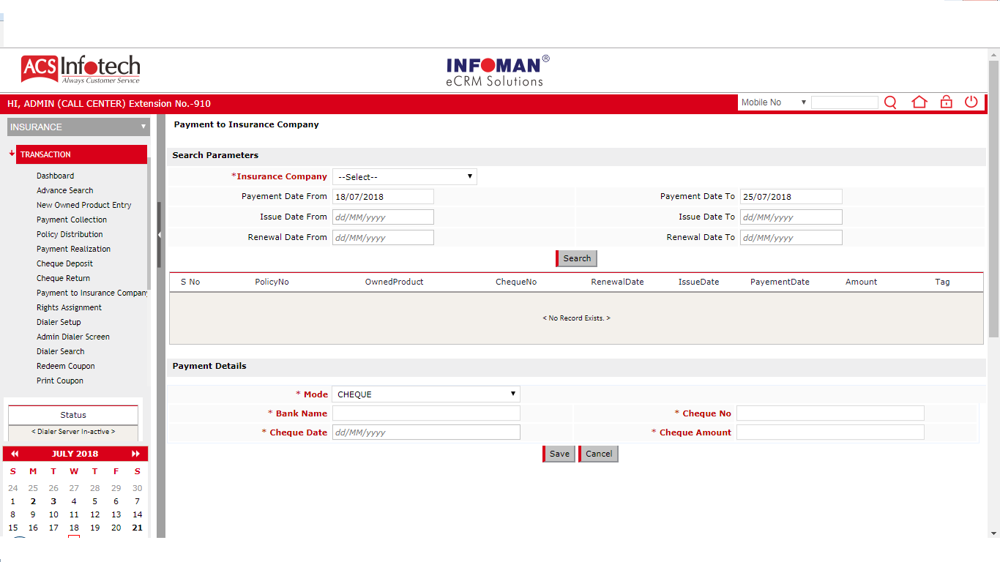 ACS Infotech
Always Customer Service
INFOMAN®
eCRM Solutions
HI, ADMIN (CALL CENTER) Extension No.-910
Mobile No
INSURANCE
TRANSACTION
Dashboard
Advance Search
New Owned Product Entry
Payment Collection
Policy Distribution
Payment Realization
Cheque Deposit
Cheque Return
Payment to Insurance Company
Rights Assignment
Dialer Setup
Admin Dialer Screen
Dialer Search
Redeem Coupon
Print Coupon
Status
< Dialer Server In-active >
JULY 2018
S M T W T F S
24 25 26 27 28 29 30
1 2 3 4 5 6 7
8 9 10 11 12 13 14
15 16 17 18 19 20 21
Payment to Insurance Company
Search Parameters
*Insurance Company --Select--
Payement Date From 18/07/2018 Payement Date To 25/07/2018
Issue Date From dd/MM/yyyy Issue Date To dd/MM/yyyy
Renewal Date From dd/MM/yyyy Renewal Date To dd/MM/yyyy
Search
S No PolicyNo OwnedProduct ChequeNo RenewalDate IssueDate PayementDate Amount Tag
< No Record Exists. >
Payment Details
* Mode CHEQUE
* Bank Name * Cheque No
* Cheque Date dd/MM/yyyy * Cheque Amount
Save Cancel